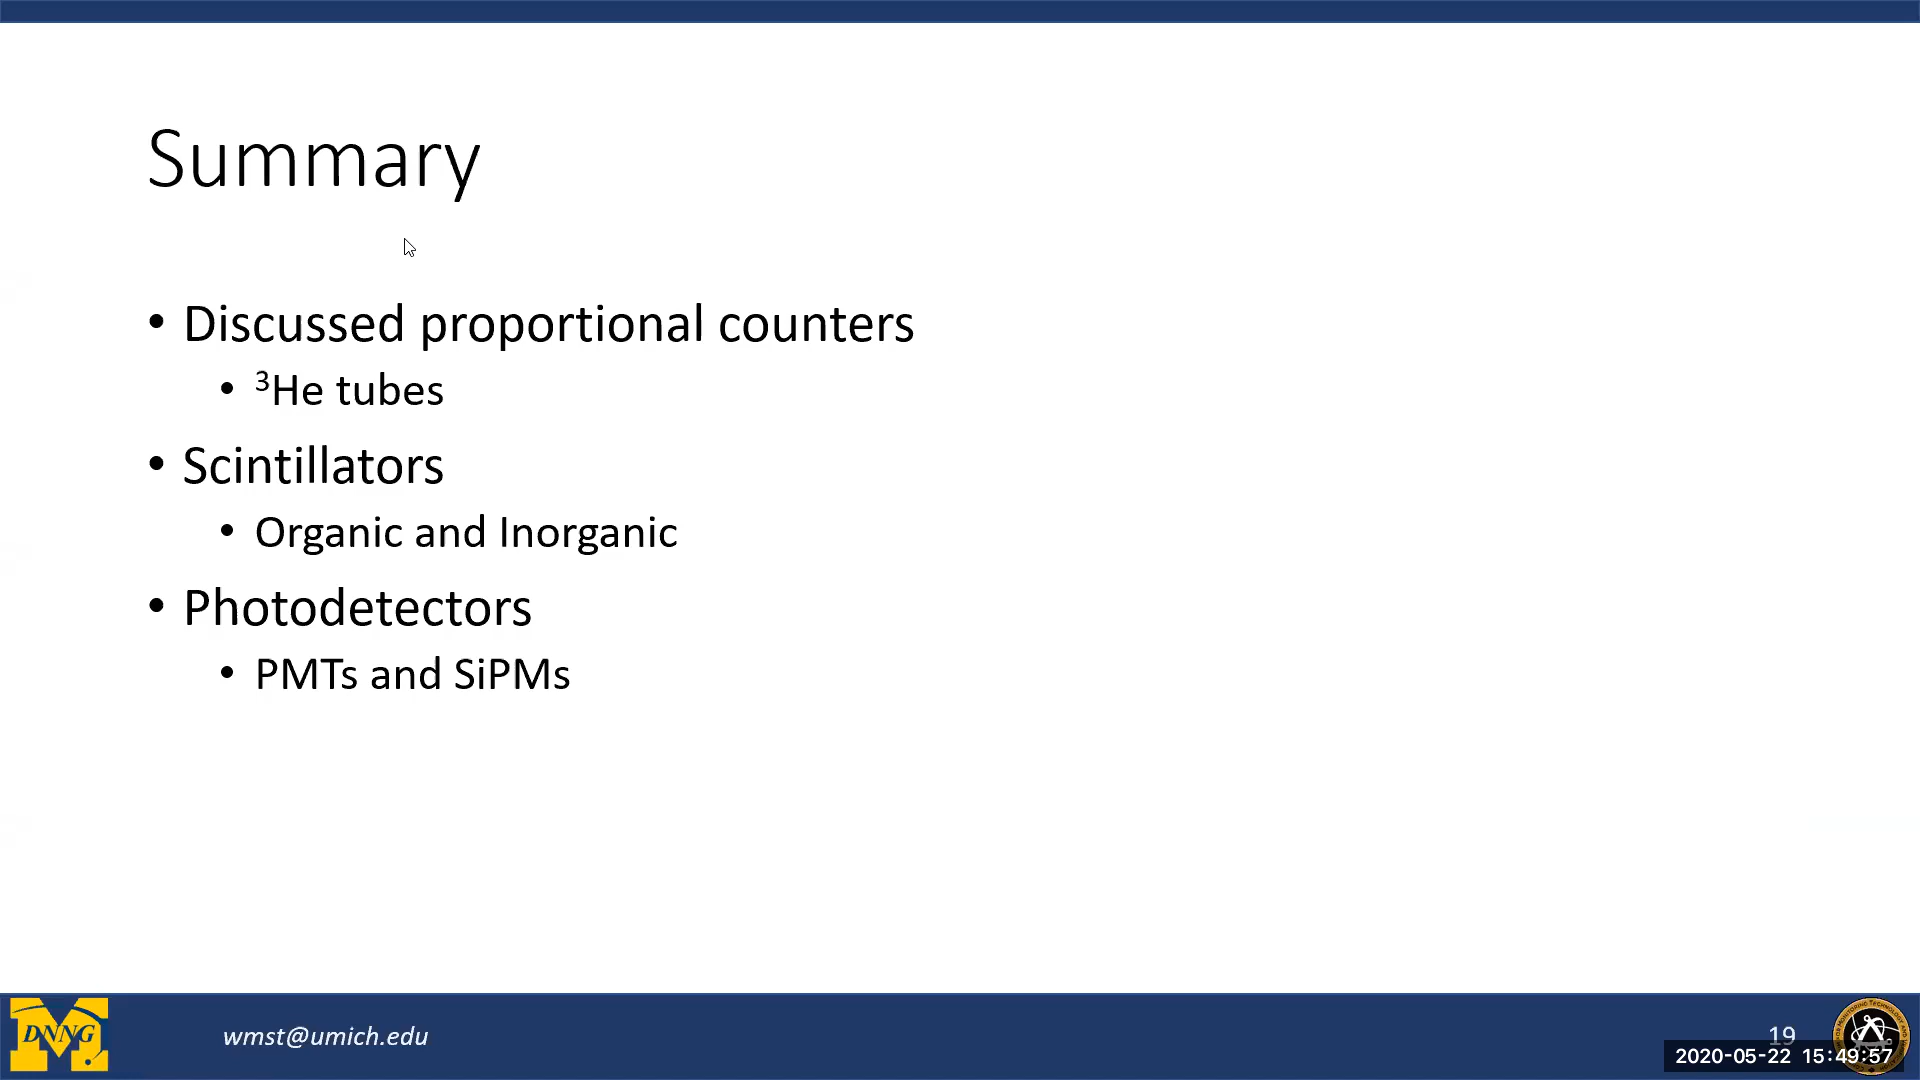 Summary
• Discussed proportional counters
• ³He tubes
• Scintillators
• Organic and Inorganic
• Photodetectors
• PMTs and SiPMs
DNNG
wmst@umich.edu
19
2020-05-22 15:49:57